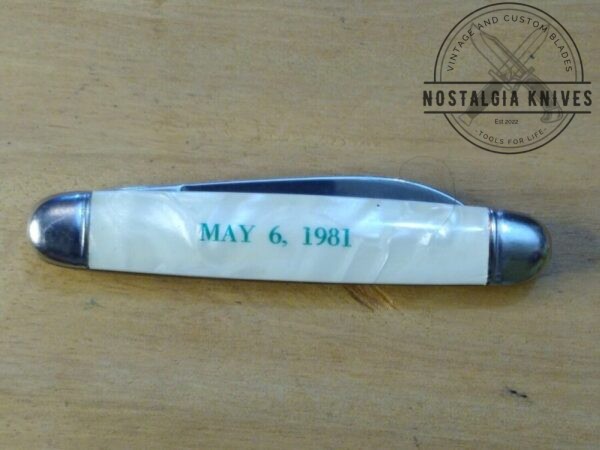 VINTAGE AND CUSTOM BLADES
NOSTALGIA KNIVES
Est 2022
-TOOLS FOR LIFE-
MAY 6, 1981